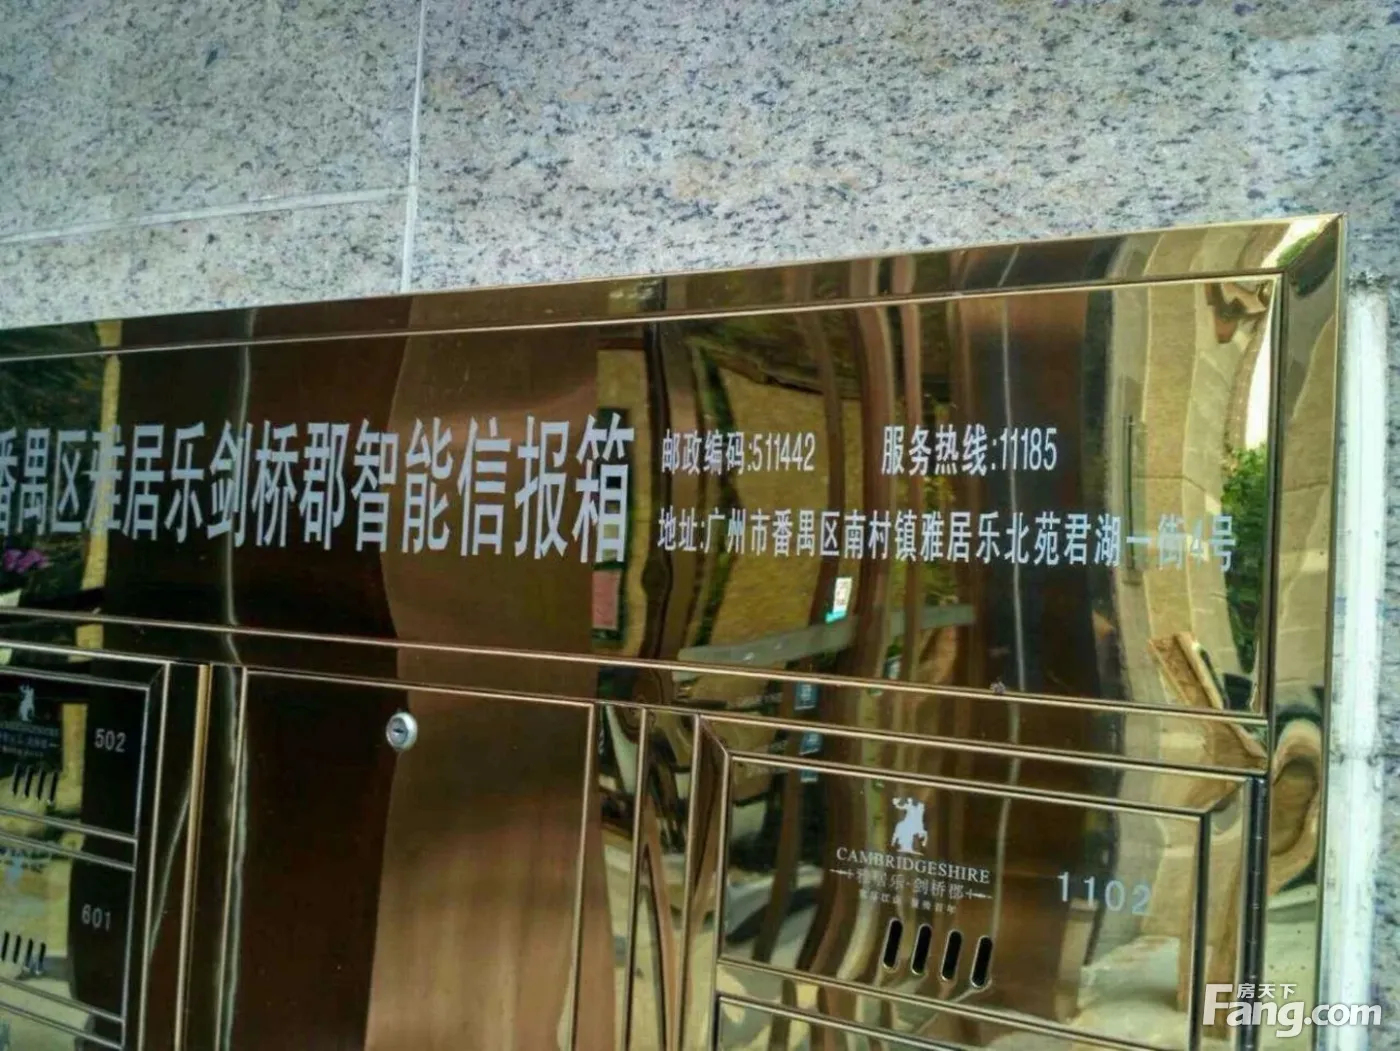 番禺区雅居乐剑桥郡智能信报箱
邮政编码:511442 服务热线:11185
地址:广州市番禺区南村镇雅居乐北苑君湖一街4号
502
601
CAMBRIDGESHIRE
雅居乐·剑桥郡
1102
CAMBRIDGESHIRE
房天下
Fang.com